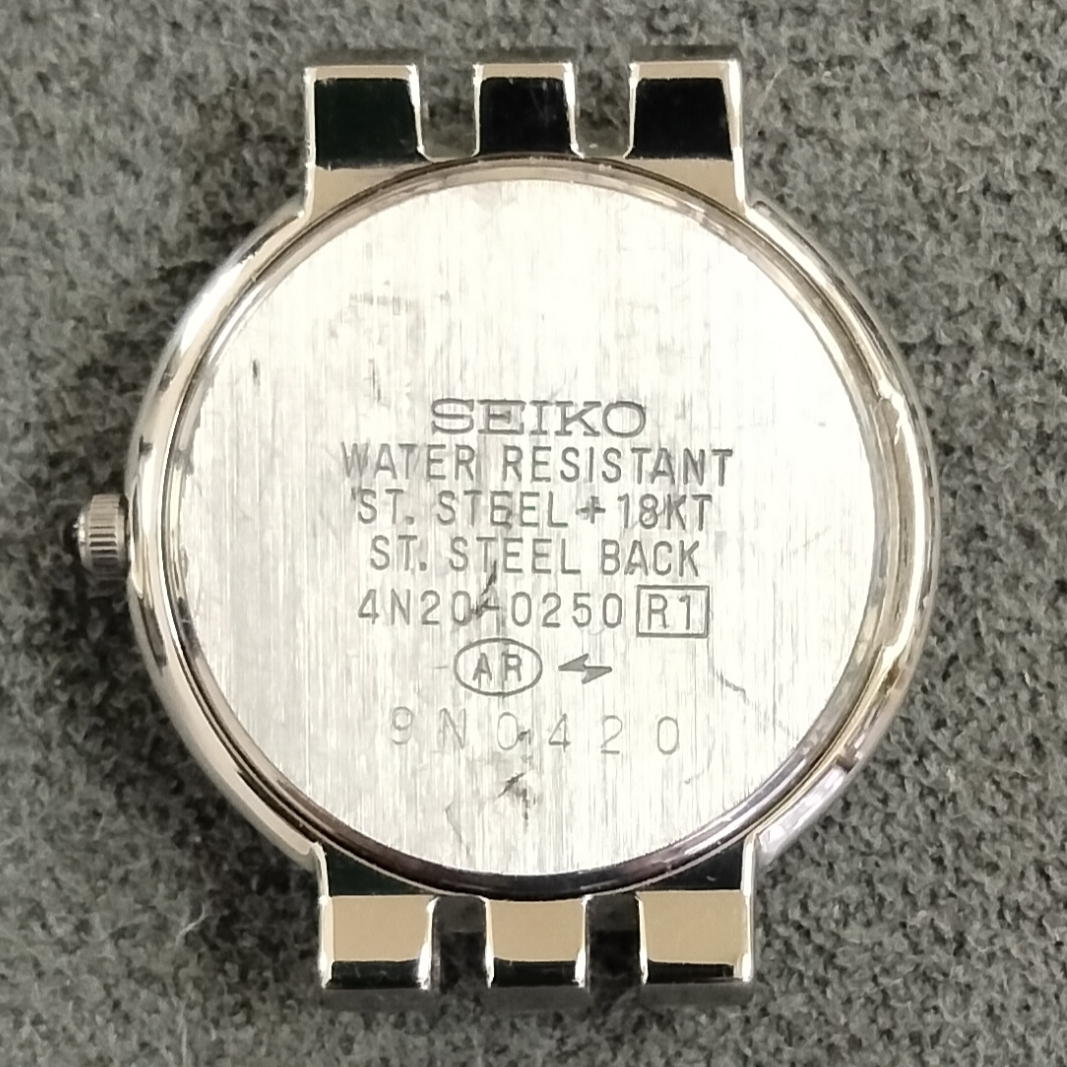 SEIKO
WATER RESISTANT
ST. STEEL + 18KT
ST. STEEL BACK
4N20-0250 R1
AR
9N0420